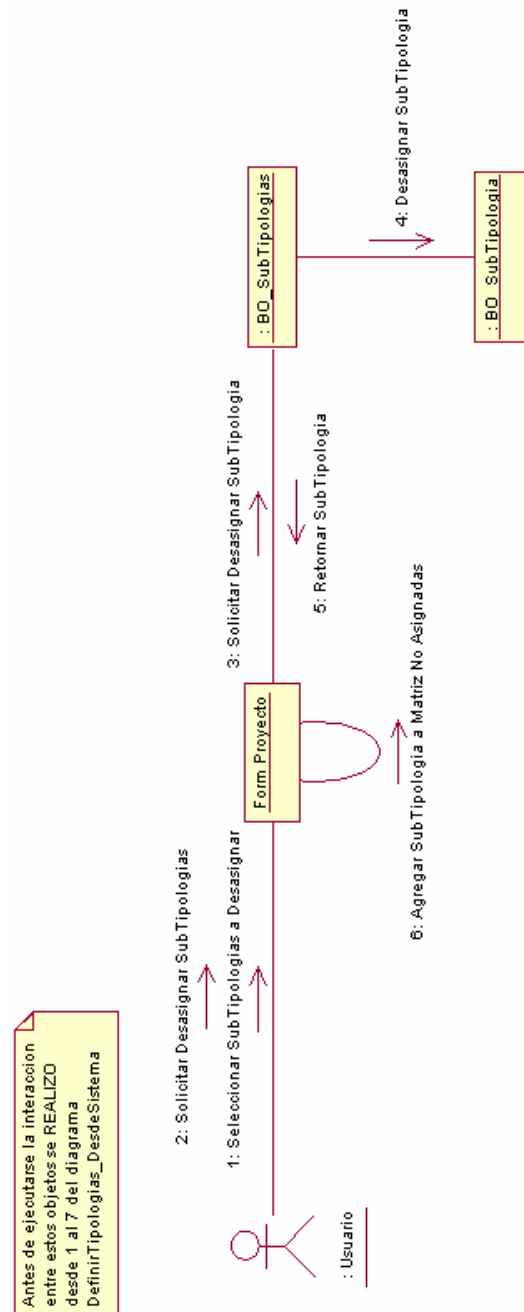 Antes de ejecutarse la interaccion
entre estos objetos se REALIZO
desde 1 al 7 del diagrama
DefinirTipologias_DesdeSistema
2: Solicitar Desasignar SubTipologias
1: Seleccionar SubTipologias a Desasignar
: Usuario
Form Proyecto
6: Agregar SubTipologia a Matriz No Asignadas
3: Solicitar Desasignar SubTipologia
5: Retornar SubTipologia
: BO_SubTipologias
4: Desasignar SubTipologia
: BO_SubTipologia